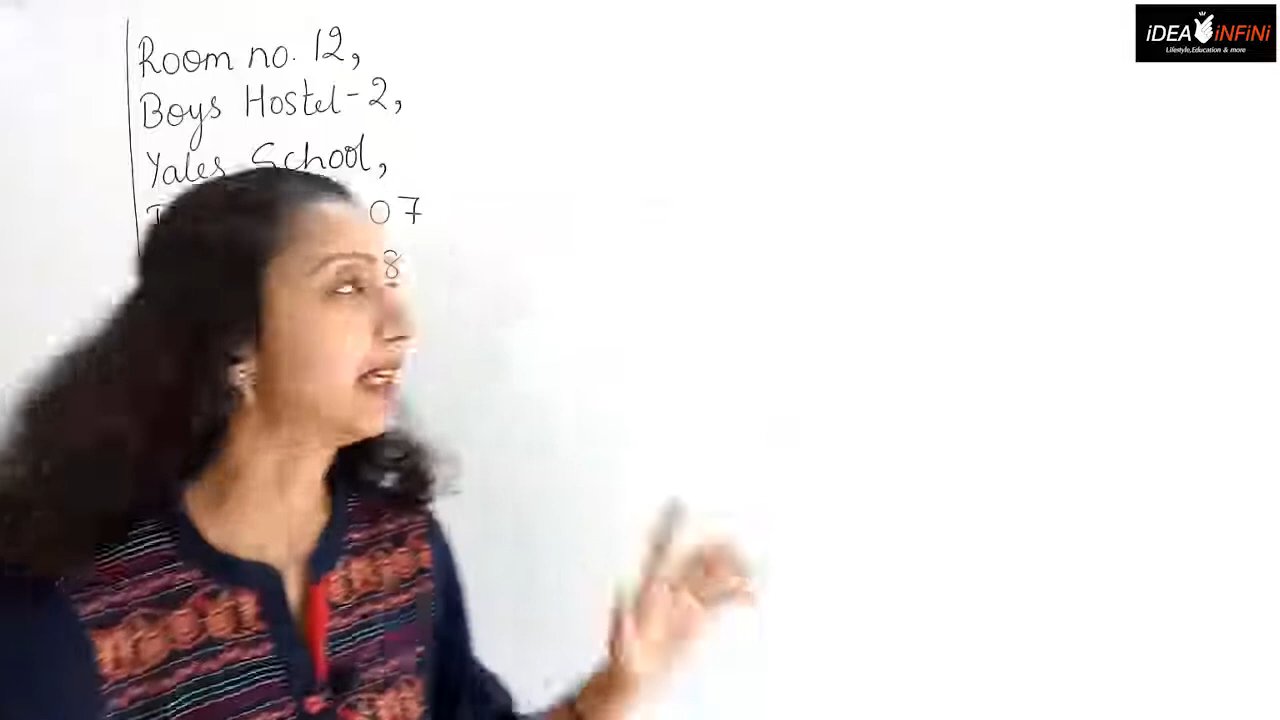 Room no. 12,
Boys Hostel-2,
Yales School,
07
8
iDEA iNFiNi
Lifestyle,Education & more